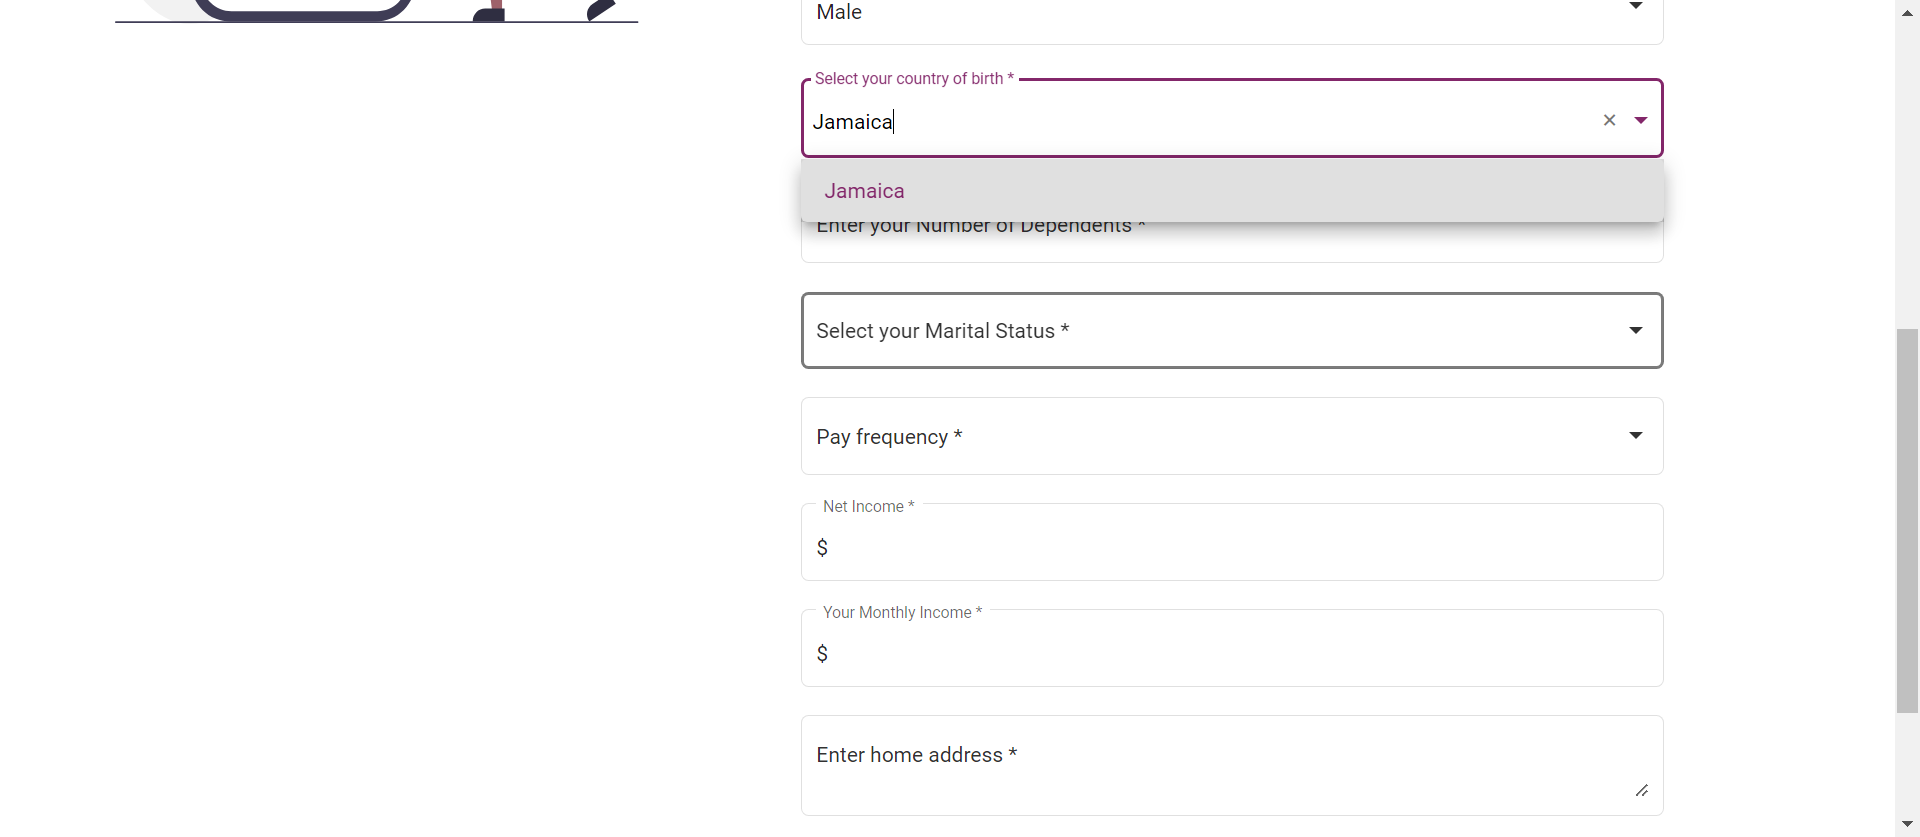 Male
Select your country of birth *
Jamaica
Jamaica
Enter your Number of Dependents *
Select your Marital Status *
Pay frequency *
Net Income *
$
Your Monthly Income *
$
Enter home address *